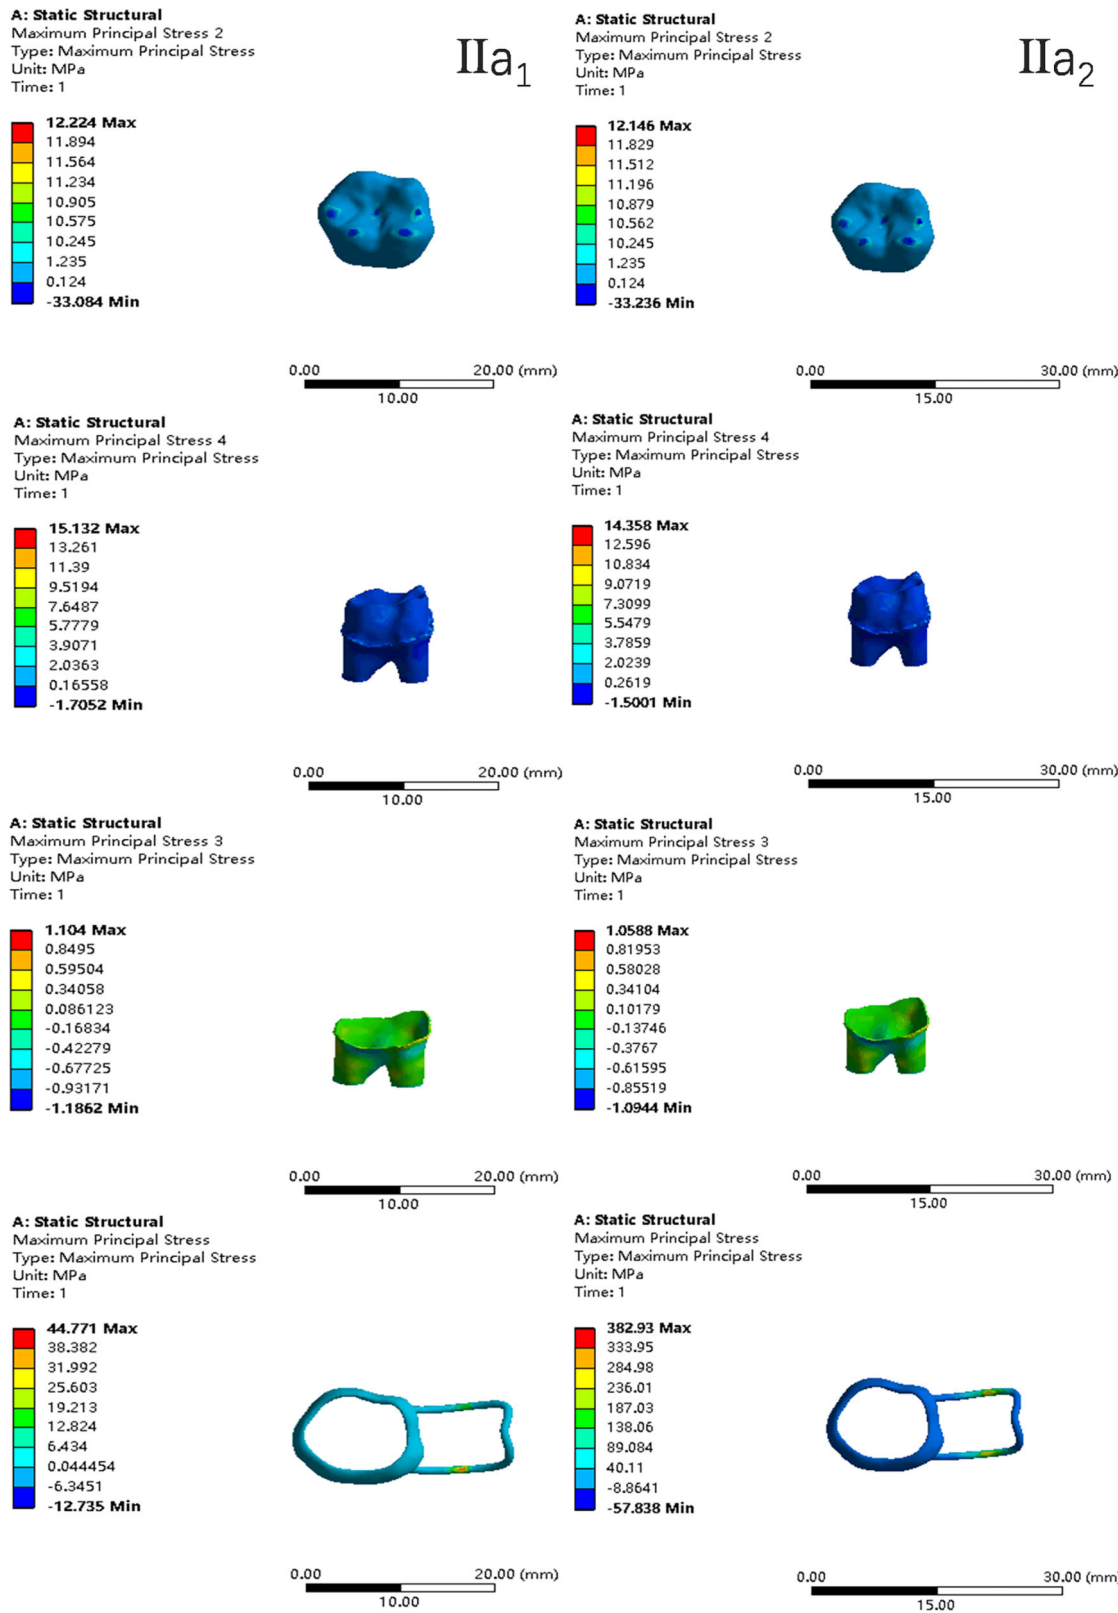 A: Static Structural
Maximum Principal Stress 2
Type: Maximum Principal Stress
Unit: MPa
Time: 1
IIa1
12.224 Max
11.894
11.564
11.234
10.905
10.575
10.245
1.235
0.124
-33.084 Min
0.00
20.00 (mm)
10.00
A: Static Structural
Maximum Principal Stress 2
Type: Maximum Principal Stress
Unit: MPa
Time: 1
IIa2
12.146 Max
11.829
11.512
11.196
10.879
10.562
10.245
1.235
0.124
-33.236 Min
0.00
30.00 (mm)
15.00
A: Static Structural
Maximum Principal Stress 4
Type: Maximum Principal Stress
Unit: MPa
Time: 1
15.132 Max
13.261
11.39
9.5194
7.6487
5.7779
3.9071
2.0363
0.16558
-1.7052 Min
0.00
20.00 (mm)
10.00
A: Static Structural
Maximum Principal Stress 4
Type: Maximum Principal Stress
Unit: MPa
Time: 1
14.358 Max
12.596
10.834
9.0719
7.3099
5.5479
3.7859
2.0239
0.2619
-1.5001 Min
0.00
30.00 (mm)
15.00
A: Static Structural
Maximum Principal Stress 3
Type: Maximum Principal Stress
Unit: MPa
Time: 1
1.104 Max
0.8495
0.59504
0.34058
0.086123
-0.16834
-0.42279
-0.67725
-0.93171
-1.1862 Min
0.00
20.00 (mm)
10.00
A: Static Structural
Maximum Principal Stress 3
Type: Maximum Principal Stress
Unit: MPa
Time: 1
1.0588 Max
0.81953
0.58028
0.34104
0.10179
-0.13746
-0.3767
-0.61595
-0.85519
-1.0944 Min
0.00
30.00 (mm)
15.00
A: Static Structural
Maximum Principal Stress
Type: Maximum Principal Stress
Unit: MPa
Time: 1
44.771 Max
38.382
31.992
25.603
19.213
12.824
6.434
0.044454
-6.3451
-12.735 Min
0.00
20.00 (mm)
10.00
A: Static Structural
Maximum Principal Stress
Type: Maximum Principal Stress
Unit: MPa
Time: 1
382.93 Max
333.95
284.98
236.01
187.03
138.06
89.084
40.11
-8.8641
-57.838 Min
0.00
30.00 (mm)
15.00